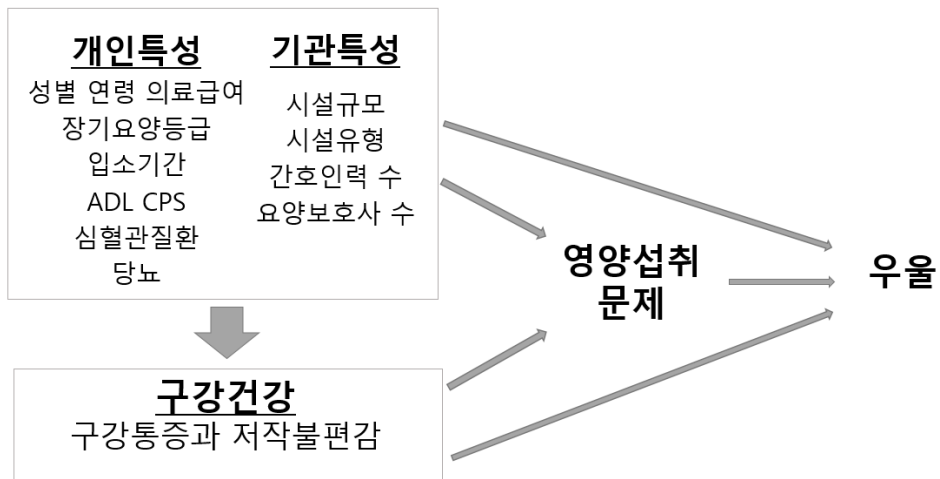 개인특성
성별 연령 의료급여
장기요양등급
입소기간
ADL CPS
심혈관질환
당뇨
기관특성
시설규모
시설유형
간호인력 수
요양보호사 수
구강건강
구강통증과 저작불편감
영양섭취
문제
우울